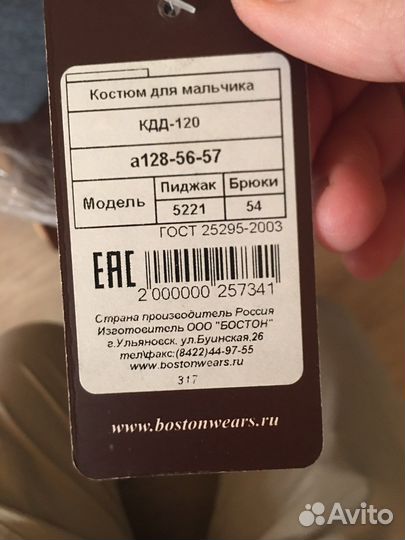 Костюм для мальчика
КДД-120
а128-56-57
Модель Пиджак Брюки
5221 54
ГОСТ 25295-2003
ЕАС
2 000000 257341
Страна производитель Россия
Изготовитель ООО "БОСТОН"
г.Ульяновск, ул.Буинская,26
тел\факс:(8422)44-97-55
www.bostonwears.ru
317
www.bostonwears.ru
Avito